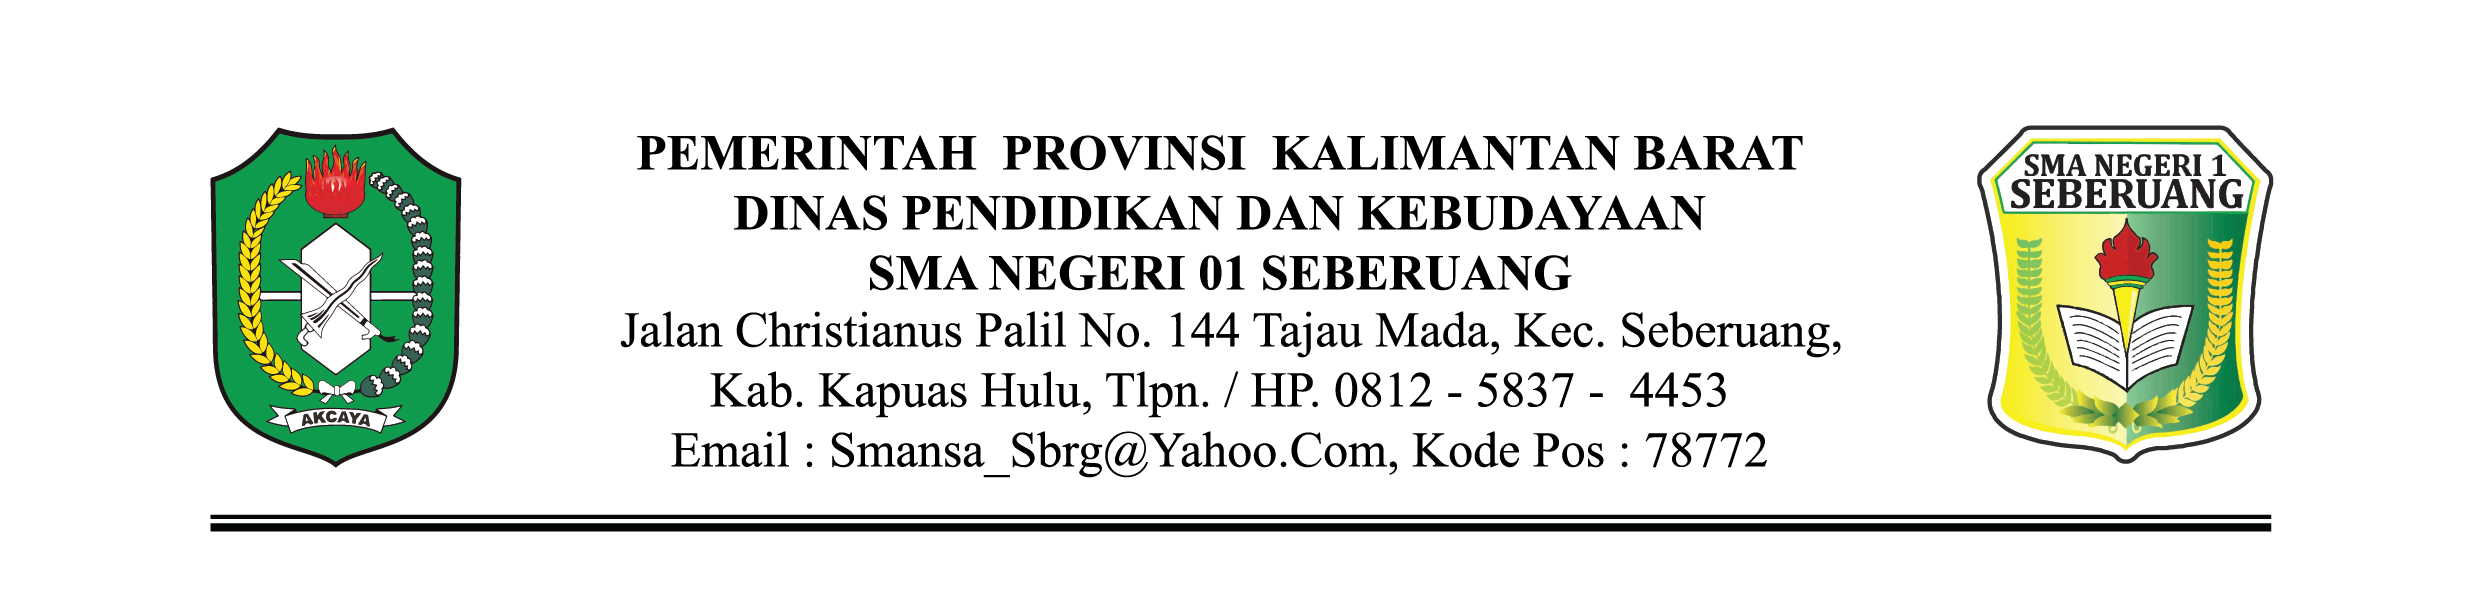 PEMERINTAH PROVINSI KALIMANTAN BARAT
DINAS PENDIDIKAN DAN KEBUDAYAAN
SMA NEGERI 01 SEBERUANG
Jalan Christianus Palil No. 144 Tajau Mada, Kec. Seberuang,
Kab. Kapuas Hulu, Tlpn. / HP. 0812 - 5837 - 4453
Email : Smansa_Sbrg@Yahoo.Com, Kode Pos : 78772
AKCAYA
SMA NEGERI 1
SEBERUANG